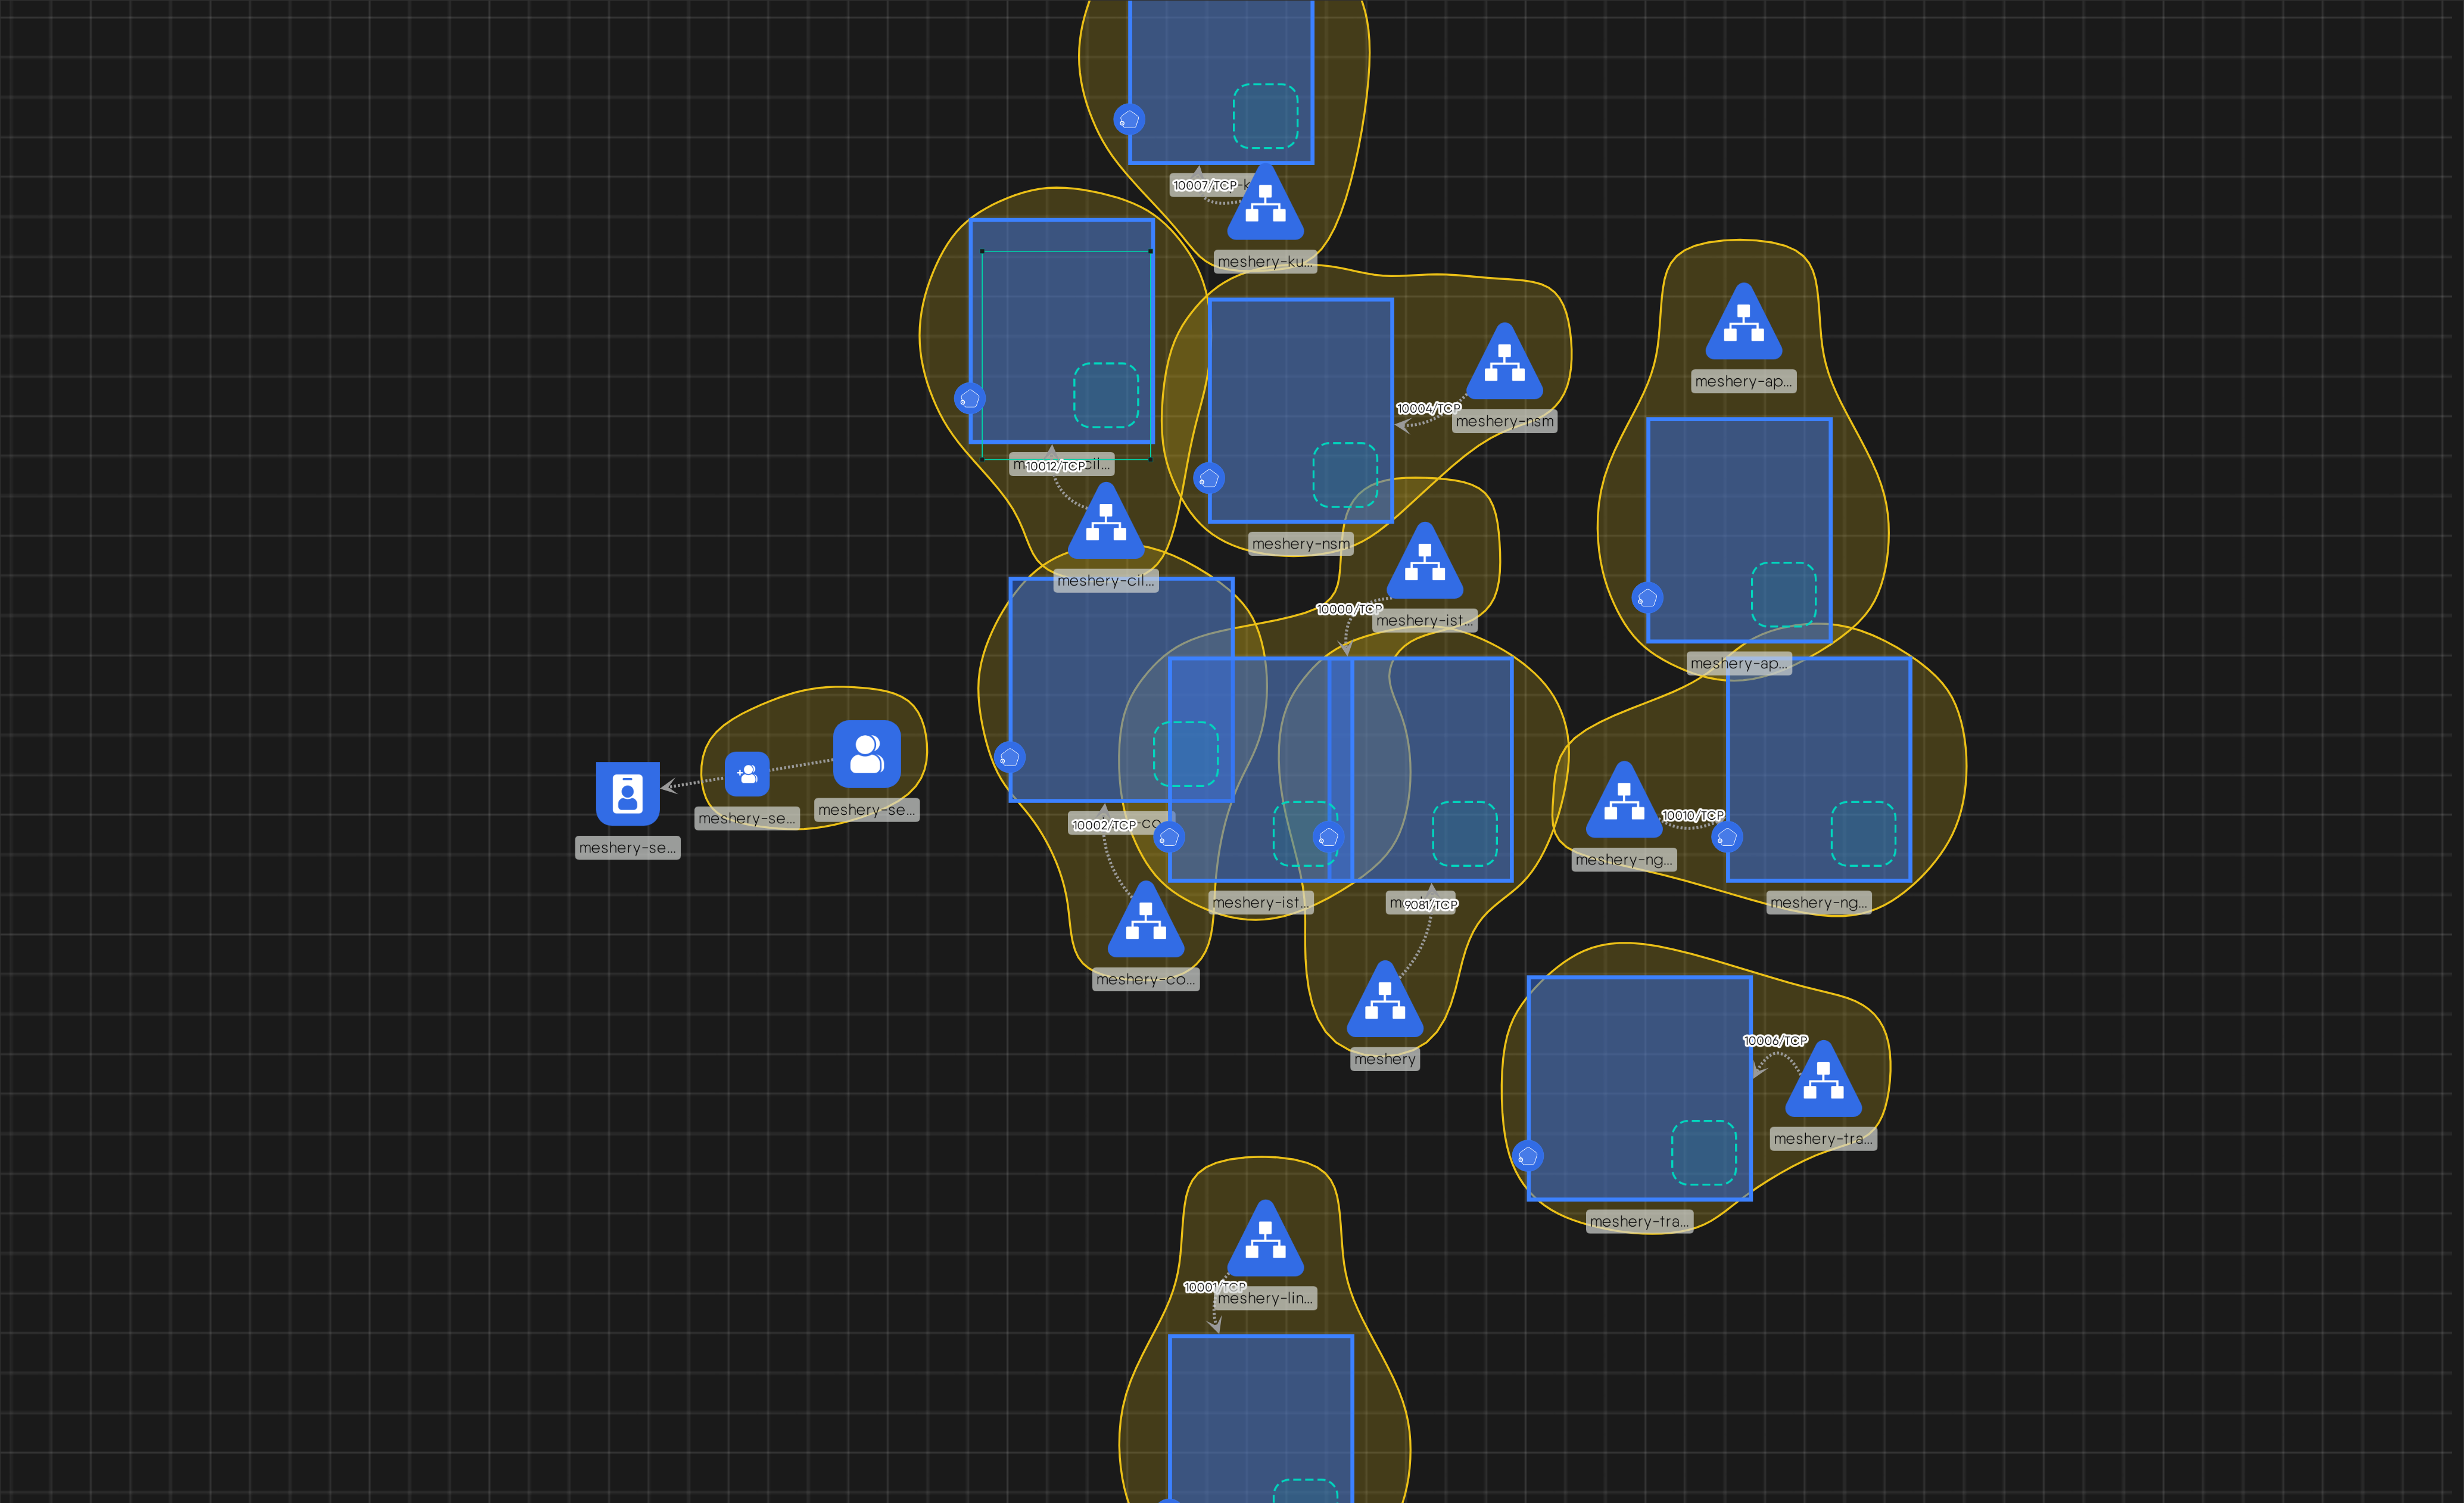 10007/TCP
meshery-ku...
meshery-ap...
10004/TCP
meshery-nsm
10012/TCP
meshery-nsm
meshery-cil...
10000/TCP
meshery-ist...
meshery-ap...
meshery-se...
meshery-se...
meshery-se...
10002/TCP
10010/TCP
meshery-ng...
meshery-ist...
9081/TCP
meshery-ng...
meshery-co...
meshery
10006/TCP
meshery-tra...
meshery-tra...
10001/TCP
meshery-lin...